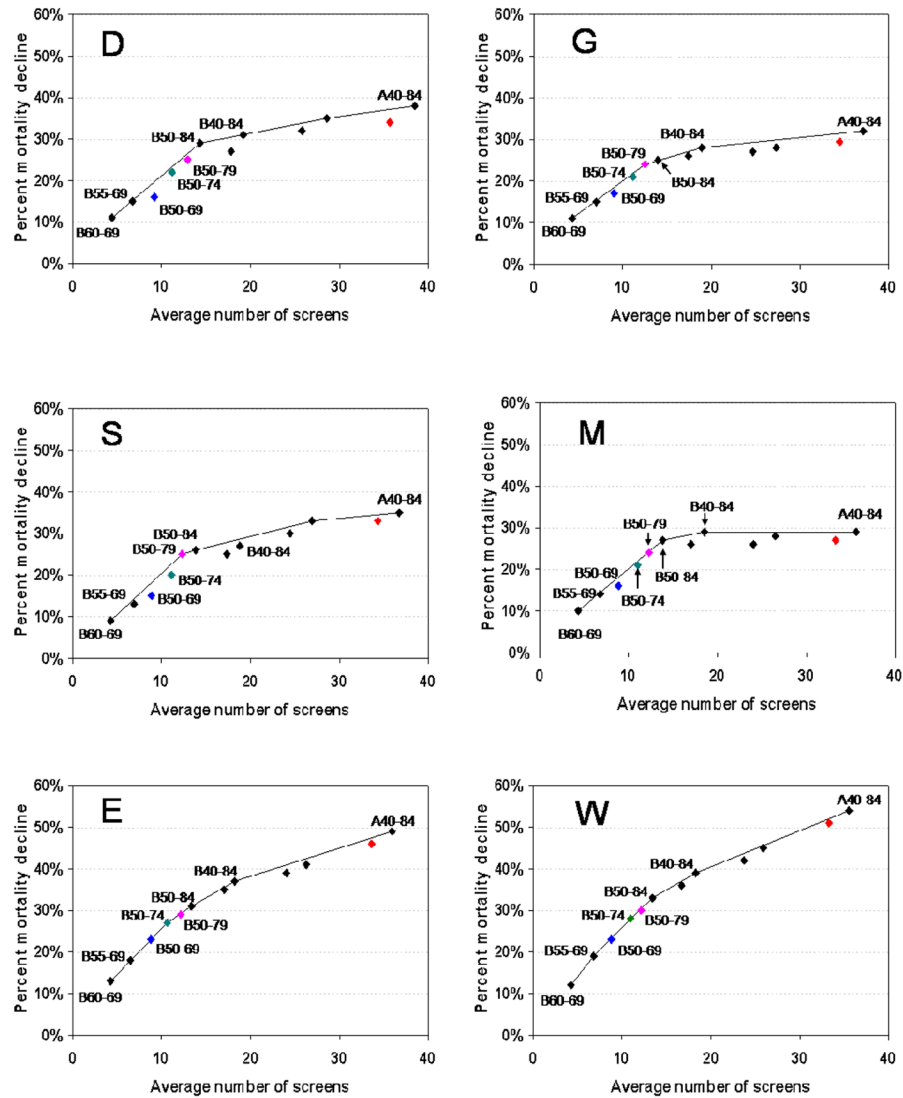 D
Percent mortality decline
60%
50%
40%
30%
20%
10%
0%
A40-84
B40-84
B50-84
B50-79
B50-74
B55-69
B50-69
B60-69
0 10 20 30 40
Average number of screens
G
Percent mortality decline
60%
50%
40%
30%
20%
10%
0%
A40-84
B40-84
B50-79
B50-74
B50-84
B55-69
B50-69
B60-69
0 10 20 30 40
Average number of screens
S
Percent mortality decline
60%
50%
40%
30%
20%
10%
0%
A40-84
B50-84
B50-79
B40-84
B50-74
B55-69
B50-69
B60-69
0 10 20 30 40
Average number of screens
M
Percent mortality decline
60%
50%
40%
30%
20%
10%
0%
B40-84
A40-84
B50-79
B50-69
B50-84
B55-69
B50-74
B60-69
0 10 20 30 40
Average number of screens
E
Percent mortality decline
60%
50%
40%
30%
20%
10%
0%
A40-84
B40-84
B50-84
B50-74
B50-79
B55-69
B50-69
B60-69
0 10 20 30 40
Average number of screens
W
Percent mortality decline
60%
50%
40%
30%
20%
10%
0%
A40-84
B40-84
B50-84
B50-74
B50-79
B55-69
B50-69
B60-69
0 10 20 30 40
Average number of screens